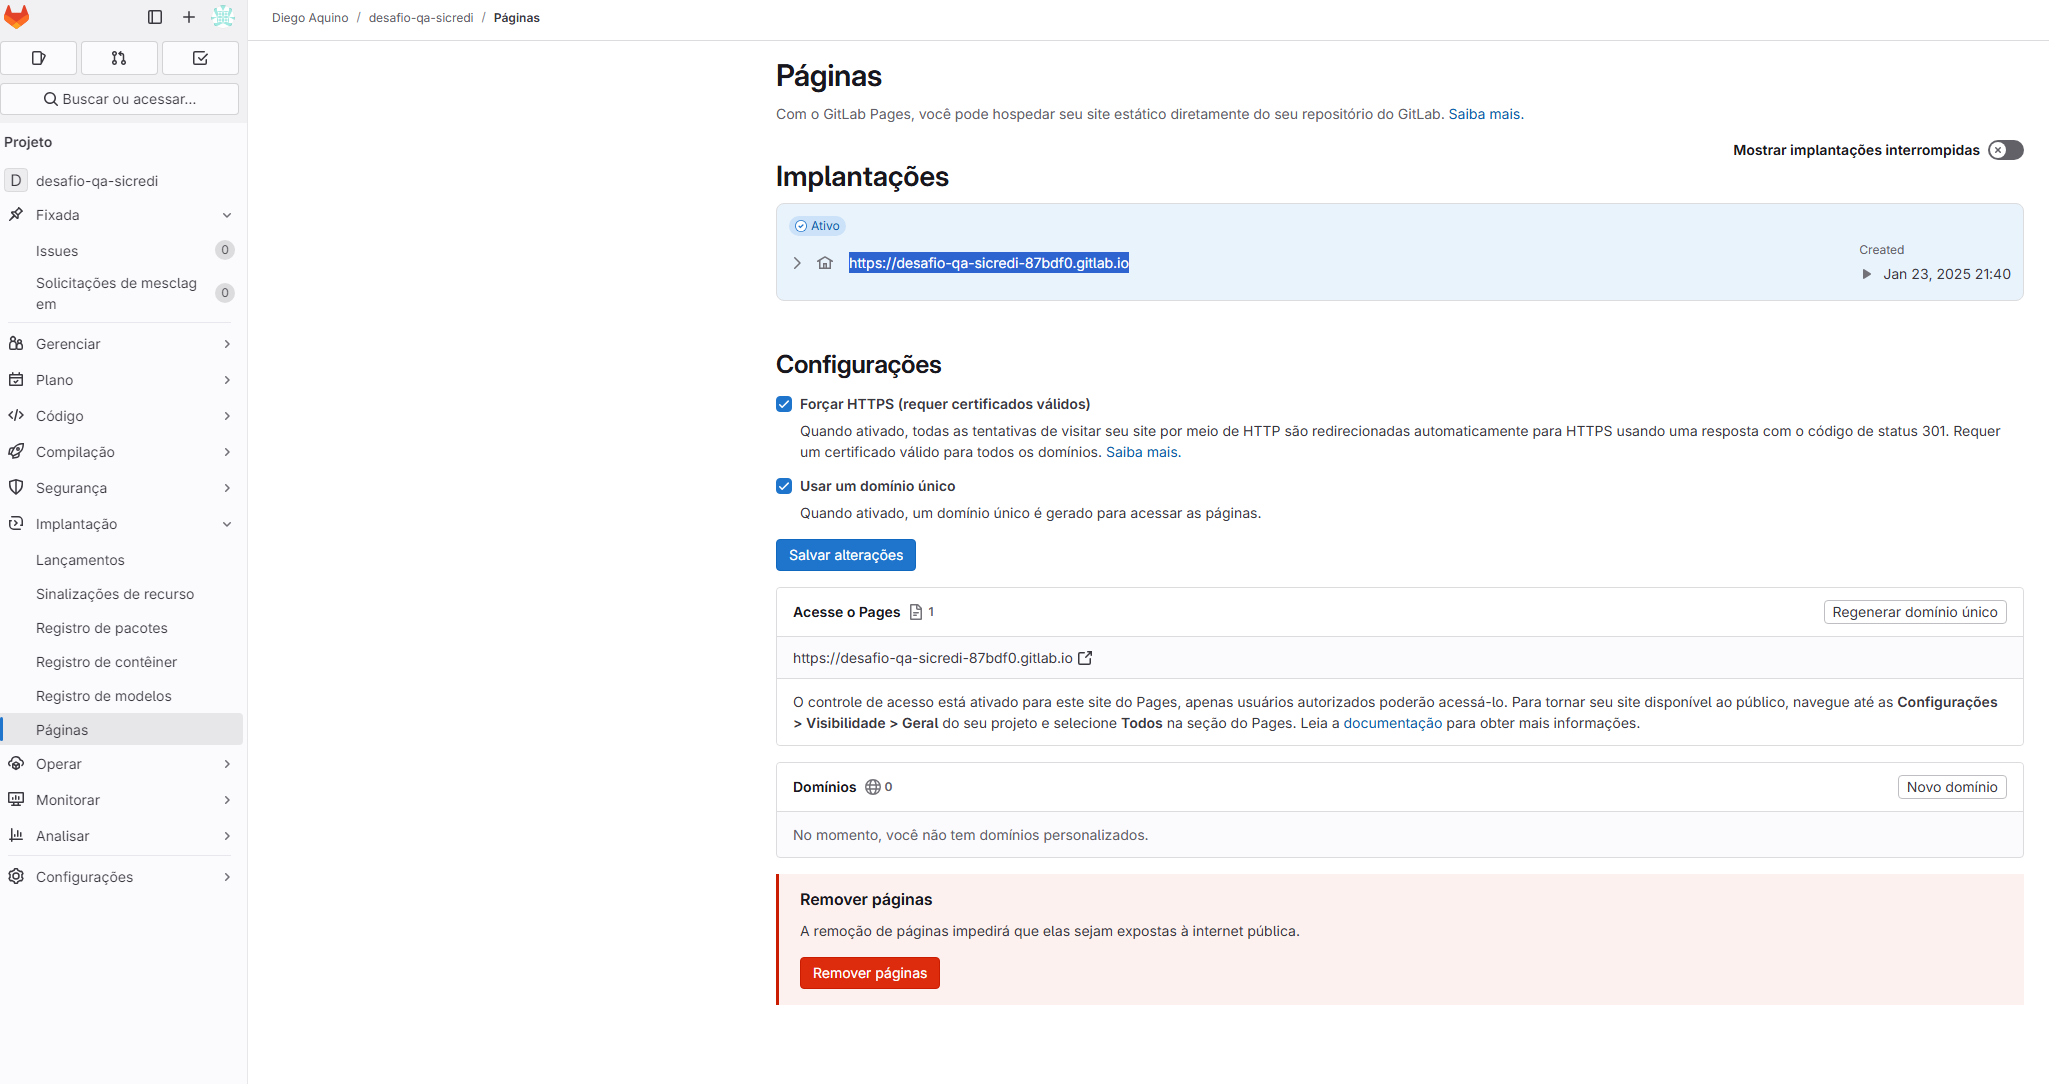 Diego Aquino / desafio-qa-sicredi / Páginas
Buscar ou acessar...
Projeto
D desafio-qa-sicredi
Fixada
Issues 0
Solicitações de mesclag
em 0
Gerenciar
Plano
Código
Compilação
Segurança
Implantação
Lançamentos
Sinalizações de recurso
Registro de pacotes
Registro de contêiner
Registro de modelos
Páginas
Operar
Monitorar
Analisar
Configurações
Páginas
Com o GitLab Pages, você pode hospedar seu site estático diretamente do seu repositório do GitLab. Saiba mais.
Mostrar implantações interrompidas
Implantações
Ativo
https://desafio-qa-sicredi-87bdf0.gitlab.io
Created
Jan 23, 2025 21:40
Configurações
Forçar HTTPS (requer certificados válidos)
Quando ativado, todas as tentativas de visitar seu site por meio de HTTP são redirecionadas automaticamente para HTTPS usando uma resposta com o código de status 301. Requer
um certificado válido para todos os domínios. Saiba mais.
Usar um domínio único
Quando ativado, um domínio único é gerado para acessar as páginas.
Salvar alterações
Acesse o Pages 1
Regenerar domínio único
https://desafio-qa-sicredi-87bdf0.gitlab.io
O controle de acesso está ativado para este site do Pages, apenas usuários autorizados poderão acessá-lo. Para tornar seu site disponível ao público, navegue até as Configurações
> Visibilidade > Geral do seu projeto e selecione Todos na seção do Pages. Leia a documentação para obter mais informações.
Domínios 0
Novo domínio
No momento, você não tem domínios personalizados.
Remover páginas
A remoção de páginas impedirá que elas sejam expostas à internet pública.
Remover páginas